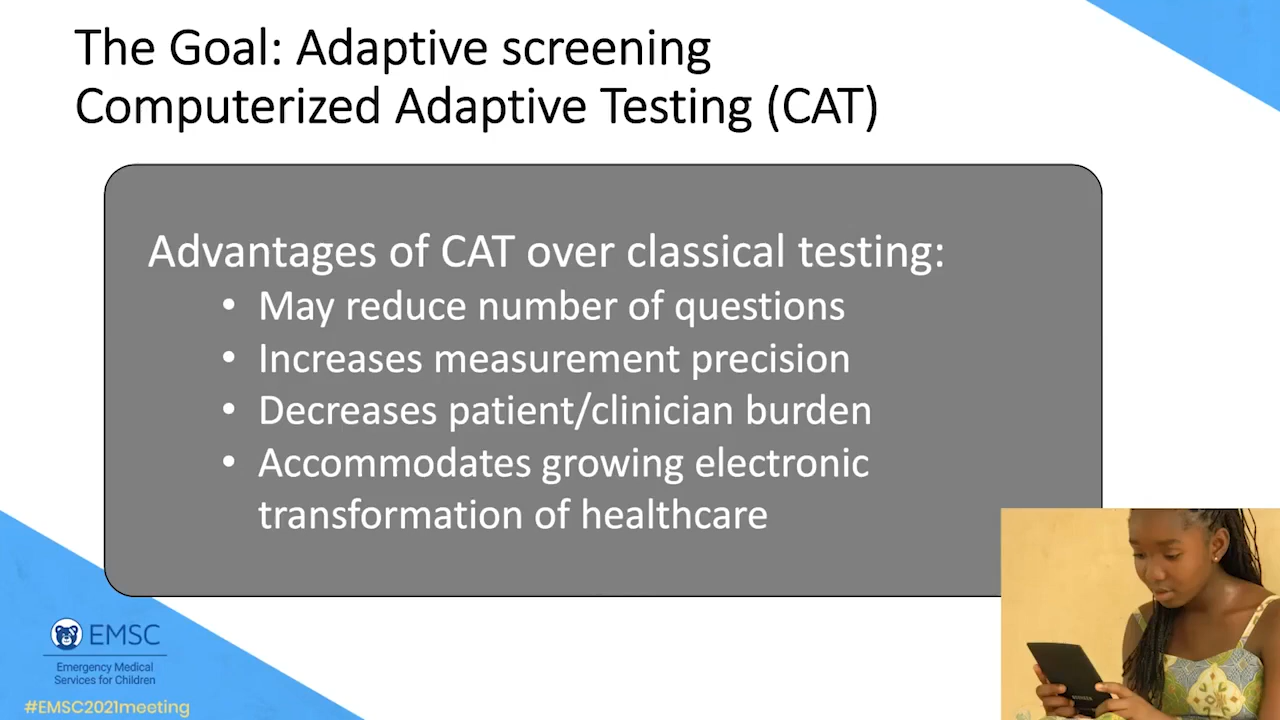 The Goal: Adaptive screening
Computerized Adaptive Testing (CAT)
Advantages of CAT over classical testing:
• May reduce number of questions
• Increases measurement precision
• Decreases patient/clinician burden
• Accommodates growing electronic
transformation of healthcare
EMSC
Emergency Medical
Services for Children
#EMSC2021meeting